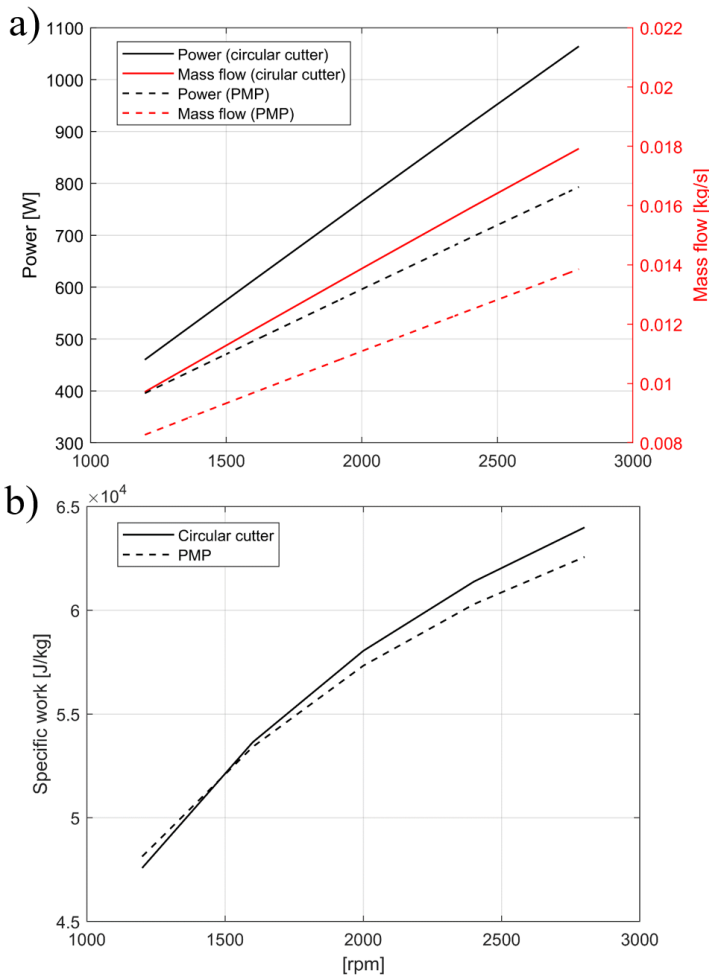 a)
1100
1000
900
800
700
600
500
400
300
Power [W]
Power (circular cutter)
Mass flow (cirular cutter)
Power (PMP)
Mass flow (PMP)
0.022
0.02
0.018
0.016
0.014
0.012
0.01
0.008
Mass flow [kg/s]
1000 1500 2000 2500 3000
b)
×10⁴
6.5
6
5.5
5
4.5
Specific work [J/kg]
Circular cutter
PMP
1000 1500 2000 2500 3000
[rpm]